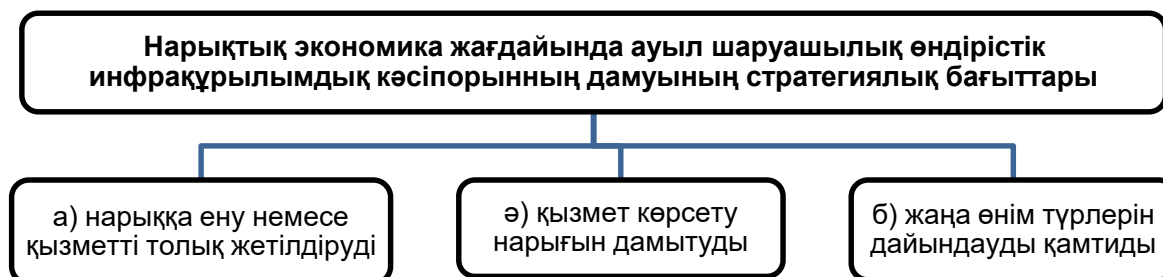 Нарықтық экономика жағдайында ауыл шаруашылық өндірістік
инфрақұрылымдық кәсіпорынның дамуының стратегиялық бағыттары
а) нарыққа ену немесе
қызметті толық жетілдіруді
ә) қызмет көрсету
нарығын дамытуды
б) жаңа өнім түрлерін
дайындауды қамтиды